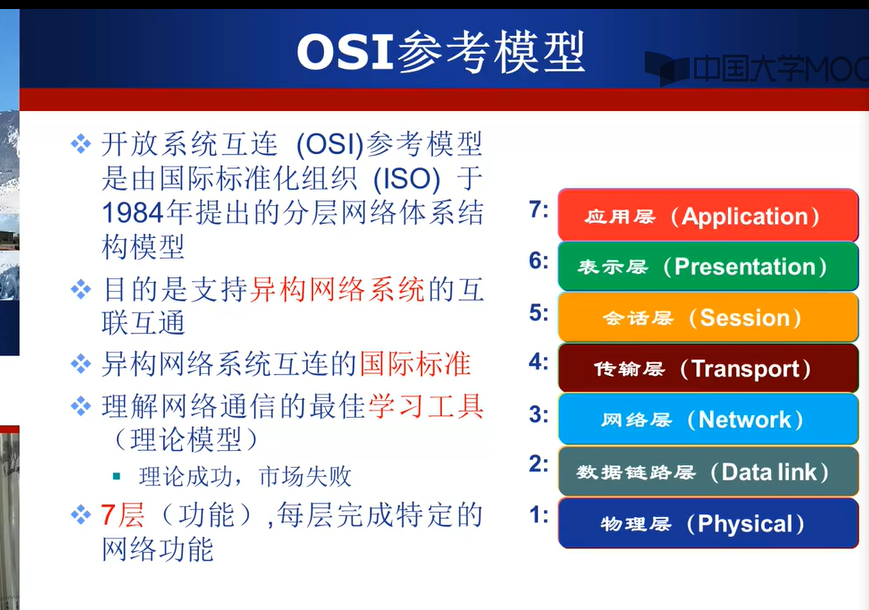 OSI参考模型
中国大学MOO
开放系统互连 (OSI)参考模型
是由国际标准化组织 (ISO) 于
1984年提出的分层网络体系结
构模型
目的是支持异构网络系统的互
联互通
异构网络系统互连的国际标准
理解网络通信的最佳学习工具
（理论模型）
理论成功，市场失败
7层（功能）,每层完成特定的
网络功能
7: 应用层（Application）
6: 表示层（Presentation）
5: 会话层（Session）
4: 传输层（Transport）
3: 网络层（Network）
2: 数据链路层（Data link）
1: 物理层（Physical）